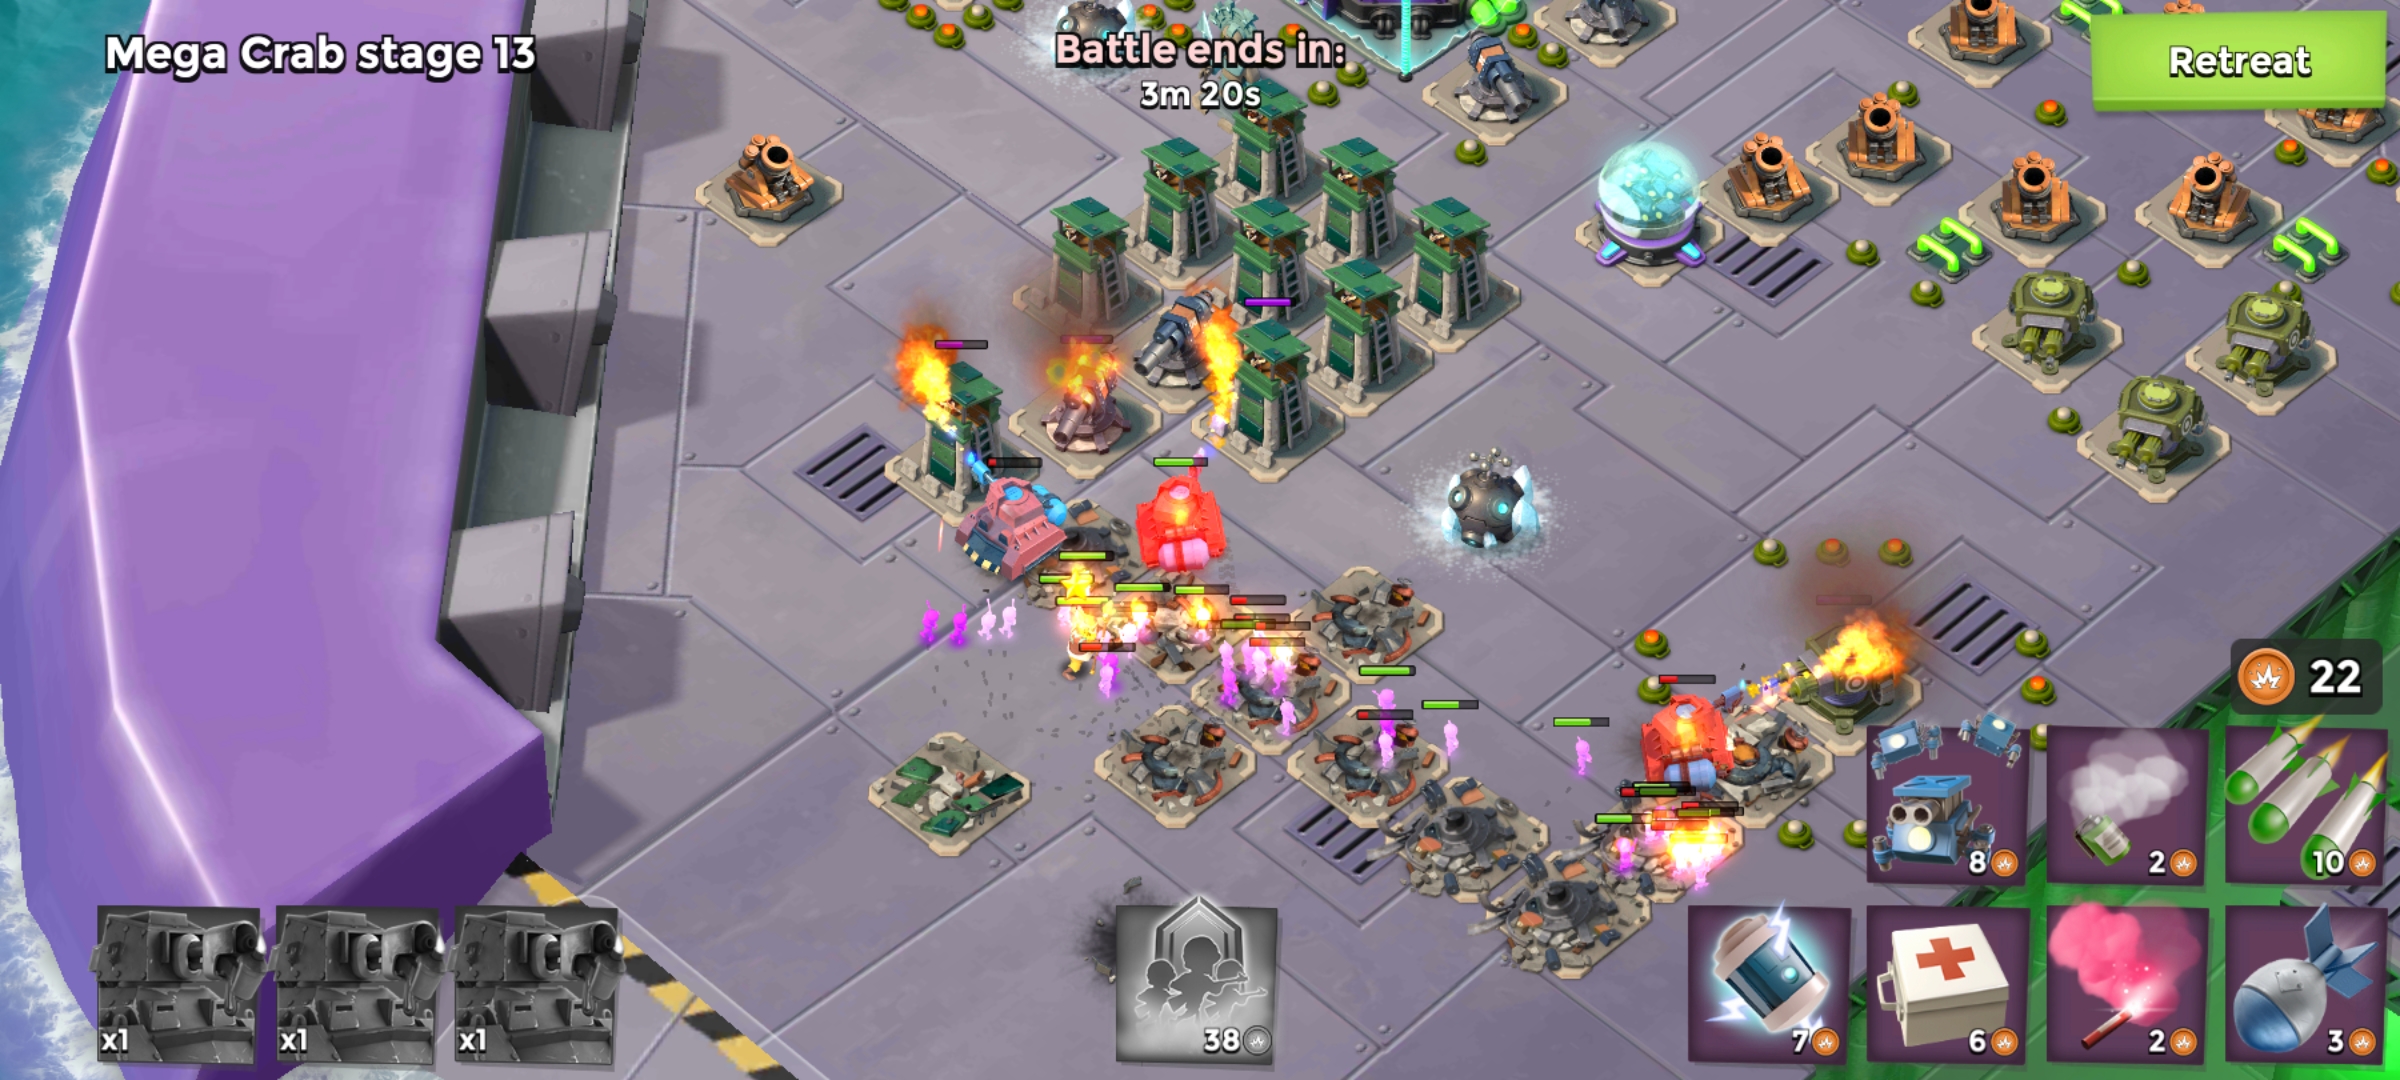 Mega Crab stage 13
Battle ends in:
3m 20s
Retreat
22
8
2
10
x1
x1
x1
38
7
6
2
3